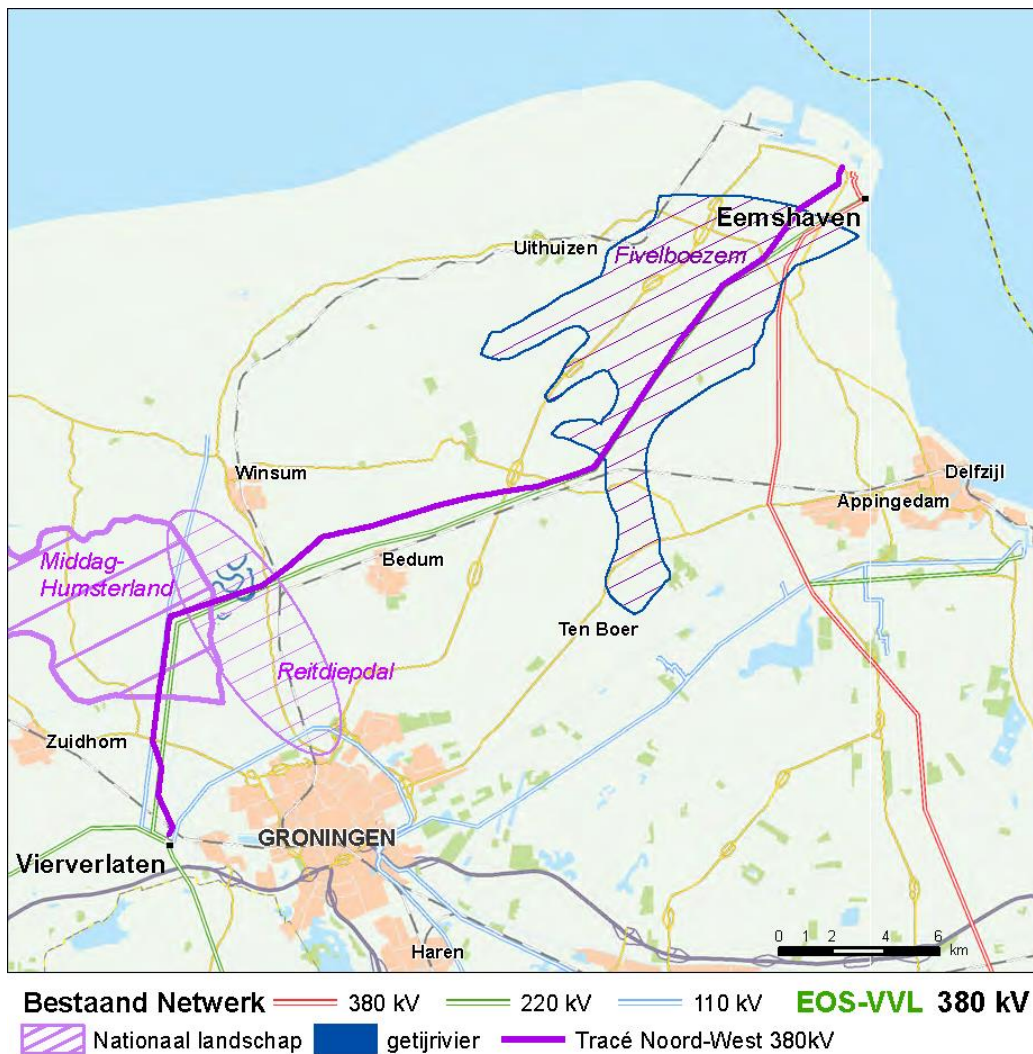 Eemshaven
Uithuizen
Fivelboezem
Winsum
Delfzijl
Appingedam
Middag-
Humsterland
Bedum
Ten Boer
Reitdiepdal
Zuidhorn
GRONINGEN
Vierverlaten
Haren
0 1 2 4 6
km
Bestaand Netwerk 380 kV 220 kV 110 kV EOS-VVL 380 kV
Nationaal landschap getijrivier Tracé Noord-West 380kV